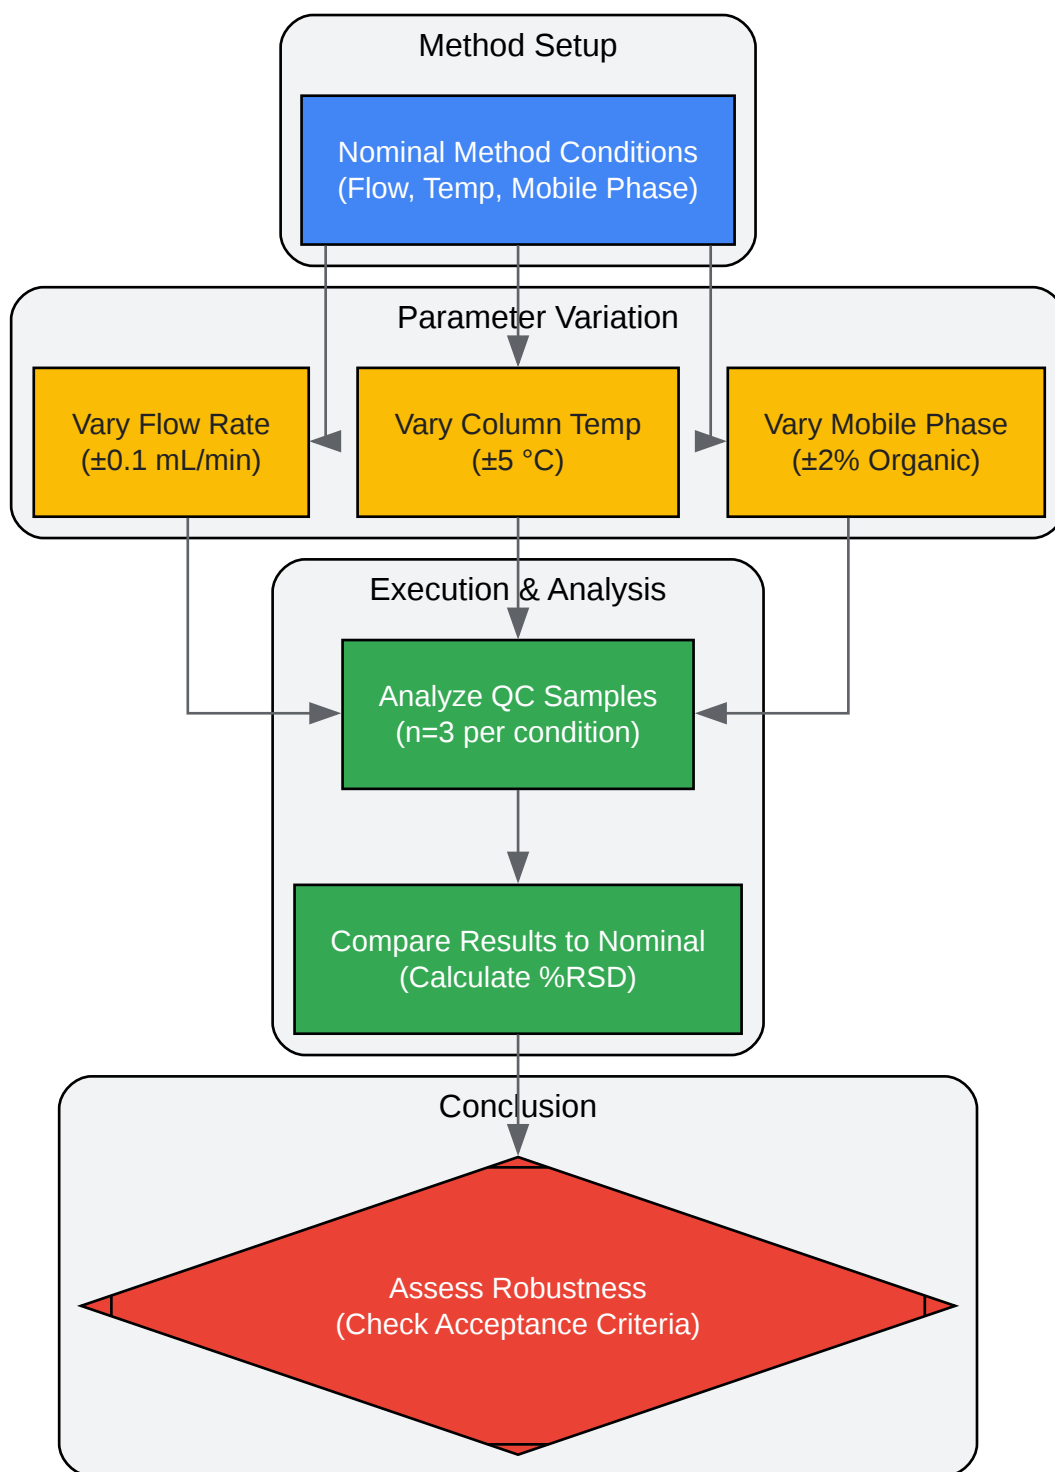 Method Setup
Nominal Method Conditions
(Flow, Temp, Mobile Phase)
Parameter Variation
Vary Flow Rate
(±0.1 mL/min)
Vary Column Temp
(±5 °C)
Vary Mobile Phase
(±2% Organic)
Execution & Analysis
Analyze QC Samples
(n=3 per condition)
Compare Results to Nominal
(Calculate %RSD)
Conclusion
Assess Robustness
(Check Acceptance Criteria)